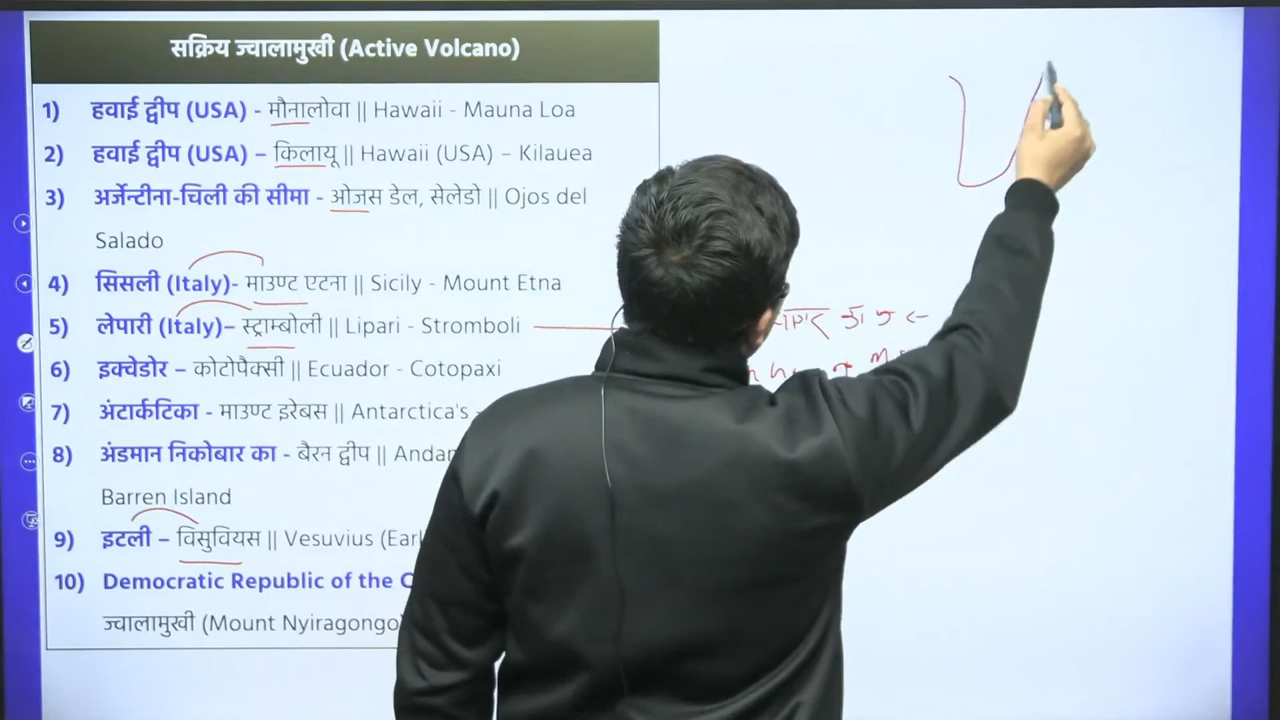 सक्रिय ज्वालामुखी (Active Volcano)
1) हवाई द्वीप (USA) - मौनालोवा || Hawaii - Mauna Loa
2) हवाई द्वीप (USA) – किलायू || Hawaii (USA) – Kilauea
3) अर्जेन्टीना-चिली की सीमा - ओजस डेल, सेलेडो || Ojos del
Salado
4) सिसली (Italy)- माउण्ट एटना || Sicily - Mount Etna
5) लेपारी (Italy)– स्ट्राम्बोली || Lipari - Stromboli
6) इक्वेडोर – कोटोपैक्सी || Ecuador - Cotopaxi
7) अंटार्कटिका - माउण्ट इरेबस || Antarctica's -
8) अंडमान निकोबार का - बैरन द्वीप ||
Barren Island
9) इटली – विसुवियस || Vesuvius
10) Democratic Republic of the
ज्वालामुखी (Mount Nyiragongo)